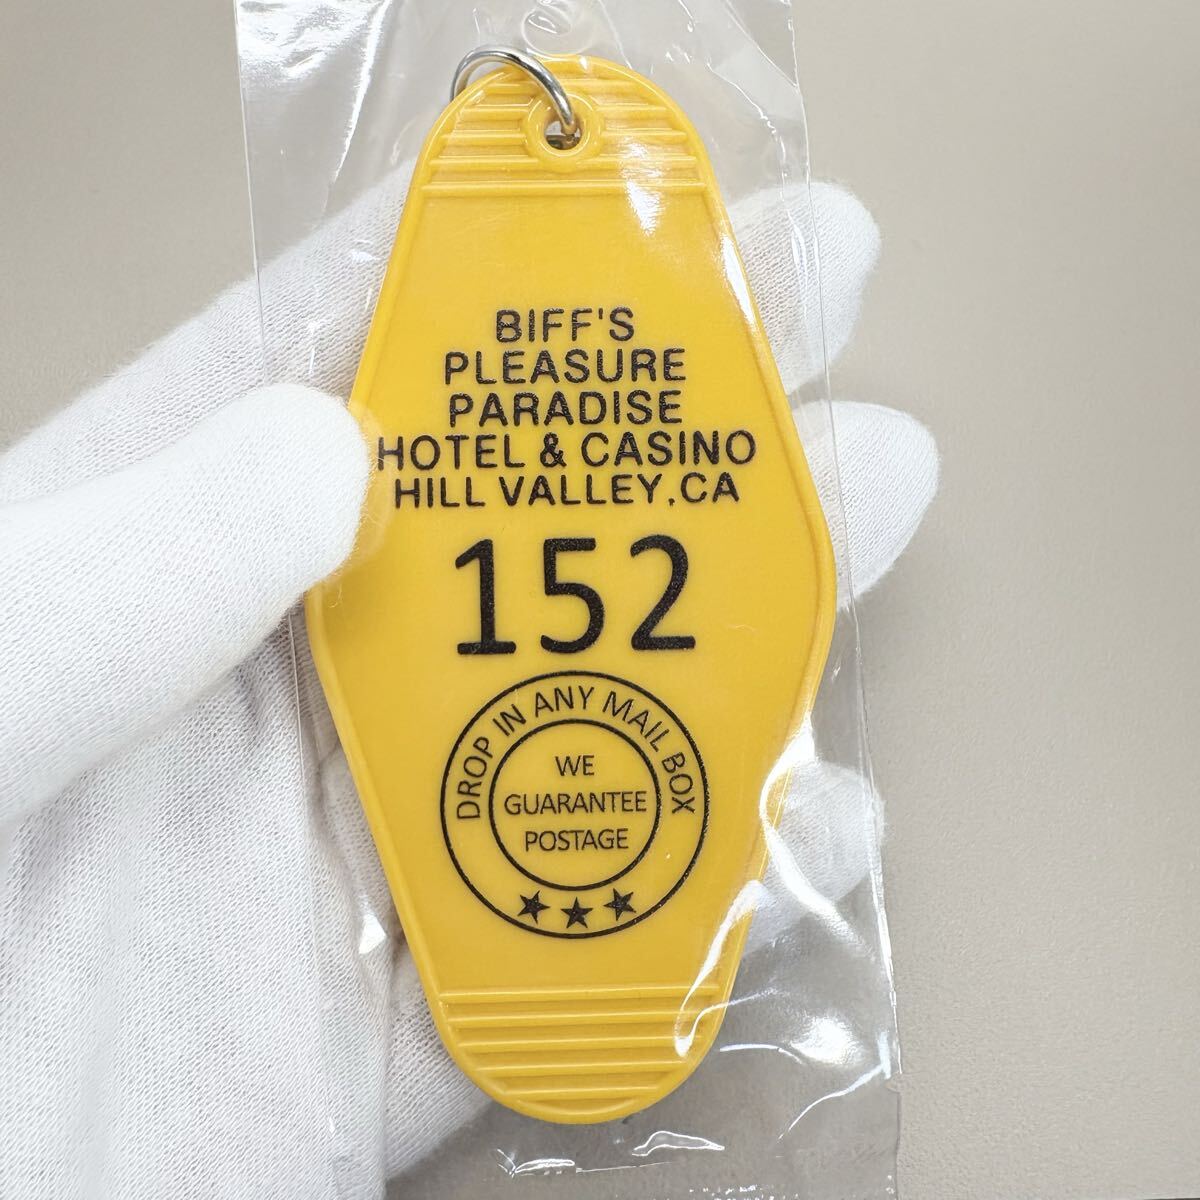 BIFF'S
PLEASURE
PARADISE
HOTEL & CASINO
HILL VALLEY,CA
152
DROP IN ANY MAIL BOX
WE
GUARANTEE
POSTAGE